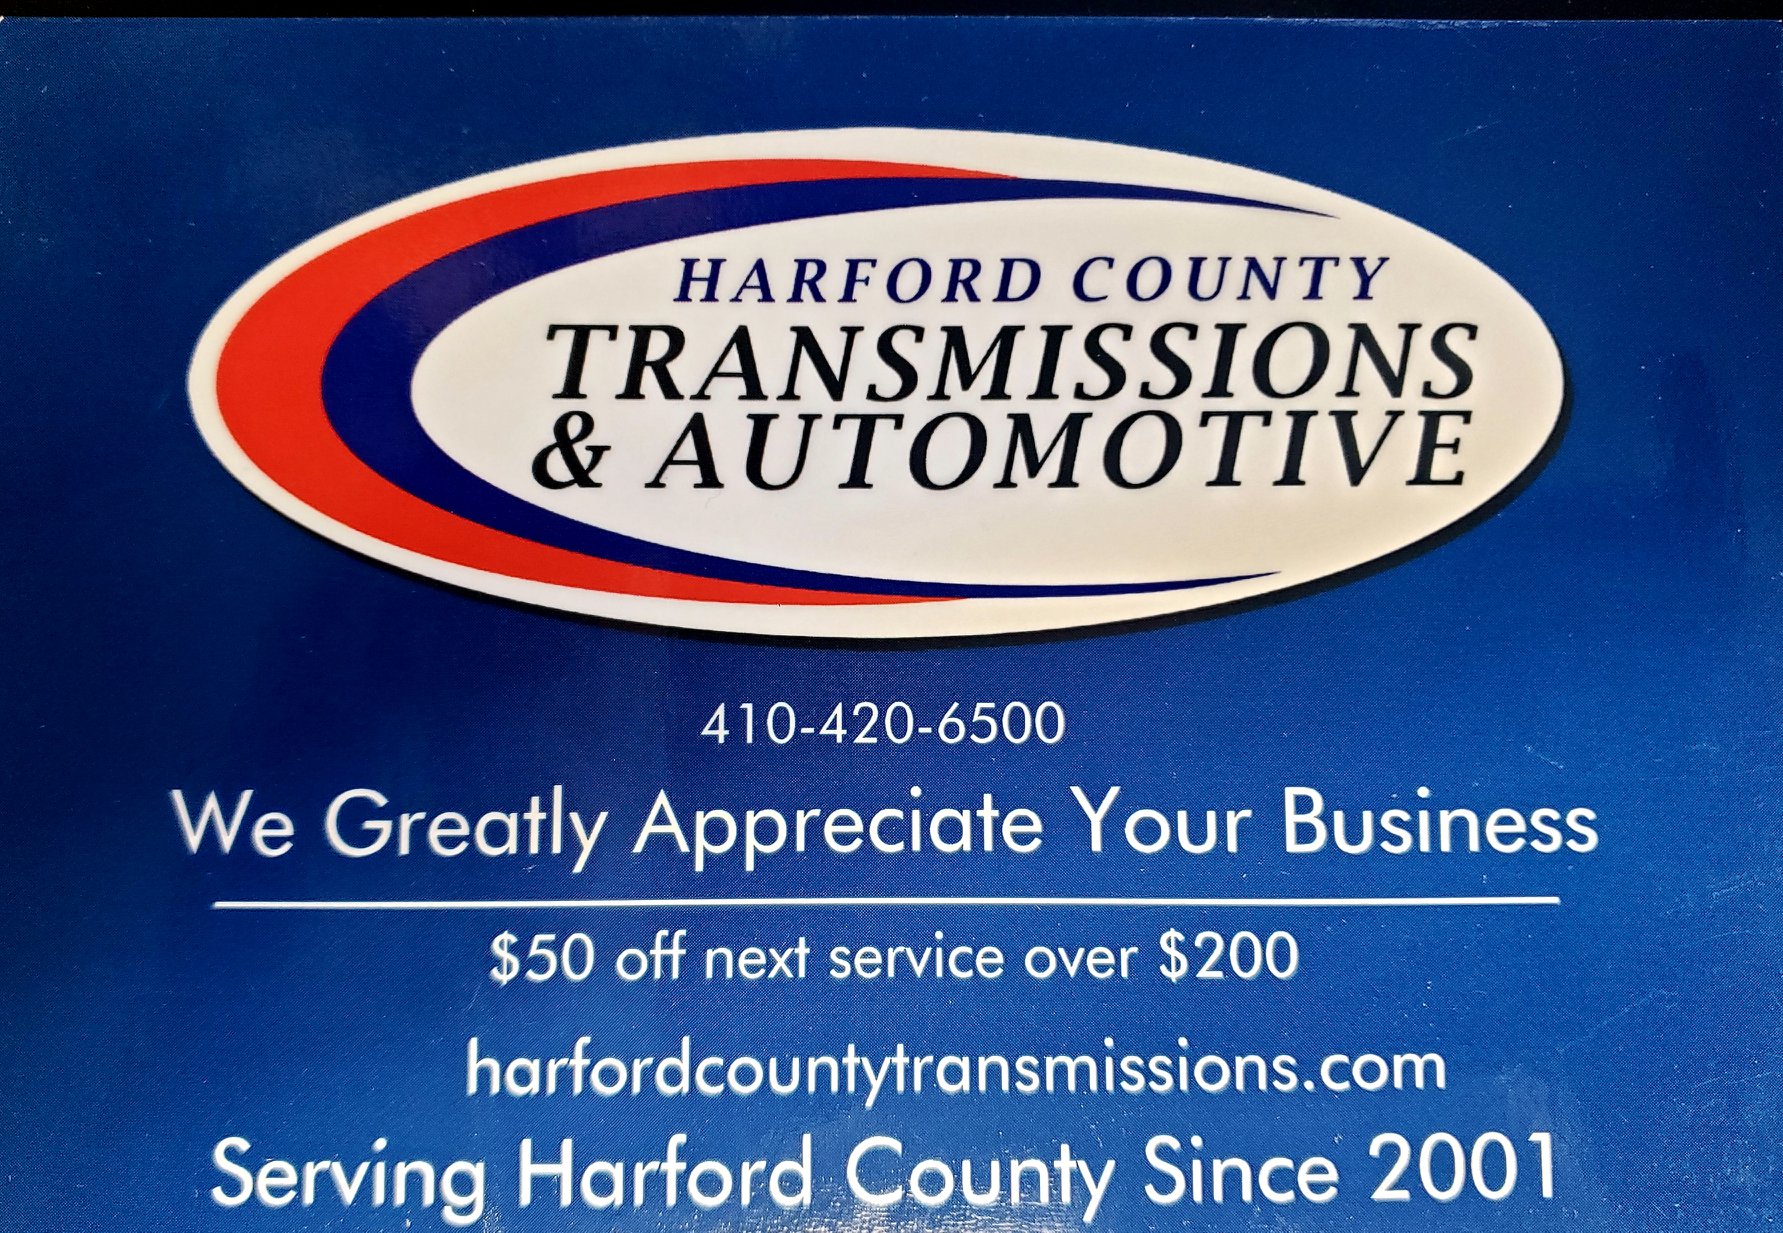 HARFORD COUNTY
TRANSMISSIONS
& AUTOMOTIVE
410-420-6500
We Greatly Appreciate Your Business
$50 off next service over $200
harfordcountytransmissions.com
Serving Harford County Since 2001